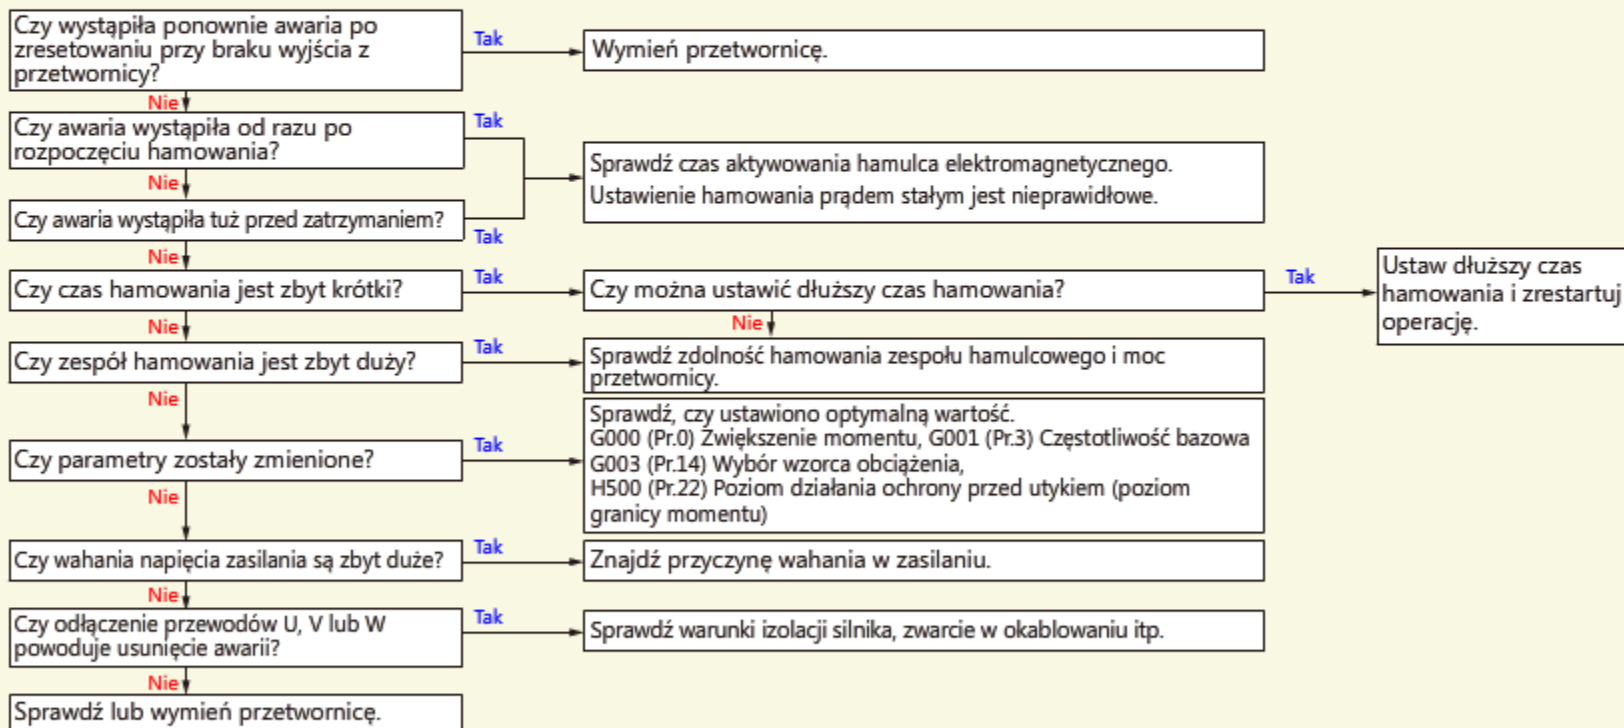 Czy wystąpiła ponownie awaria po
zresetowaniu przy braku wyjścia z
przetwornicy?
Tak
Wymień przetwornicę.
Nie
Czy awaria wystąpiła od razu po
rozpoczęciu hamowania?
Tak
Sprawdź czas aktywowania hamulca elektromagnetycznego.
Ustawienie hamowania prądem stałym jest nieprawidłowe.
Nie
Czy awaria wystąpiła tuż przed zatrzymaniem?
Tak
Nie
Czy czas hamowania jest zbyt krótki?
Tak
Czy można ustawić dłuższy czas hamowania?
Tak
Ustaw dłuższy czas
hamowania i zrestartuj
operację.
Nie
Nie
Czy zespół hamowania jest zbyt duży?
Tak
Sprawdź zdolność hamowania zespołu hamulcowego i moc
przetwornicy.
Nie
Czy parametry zostały zmienione?
Tak
Sprawdź, czy ustawiono optymalną wartość.
G000 (Pr.0) Zwiększenie momentu, G001 (Pr.3) Częstotliwość bazowa
G003 (Pr.14) Wybór wzorca obciążenia,
H500 (Pr.22) Poziom działania ochrony przed utykiem (poziom
granicy momentu)
Nie
Czy wahania napięcia zasilania są zbyt duże?
Tak
Znajdź przyczynę wahania w zasilaniu.
Nie
Czy odłączenie przewodów U, V lub W
powoduje usunięcie awarii?
Tak
Sprawdź warunki izolacji silnika, zwarcie w okablowaniu itp.
Nie
Sprawdź lub wymień przetwornicę.